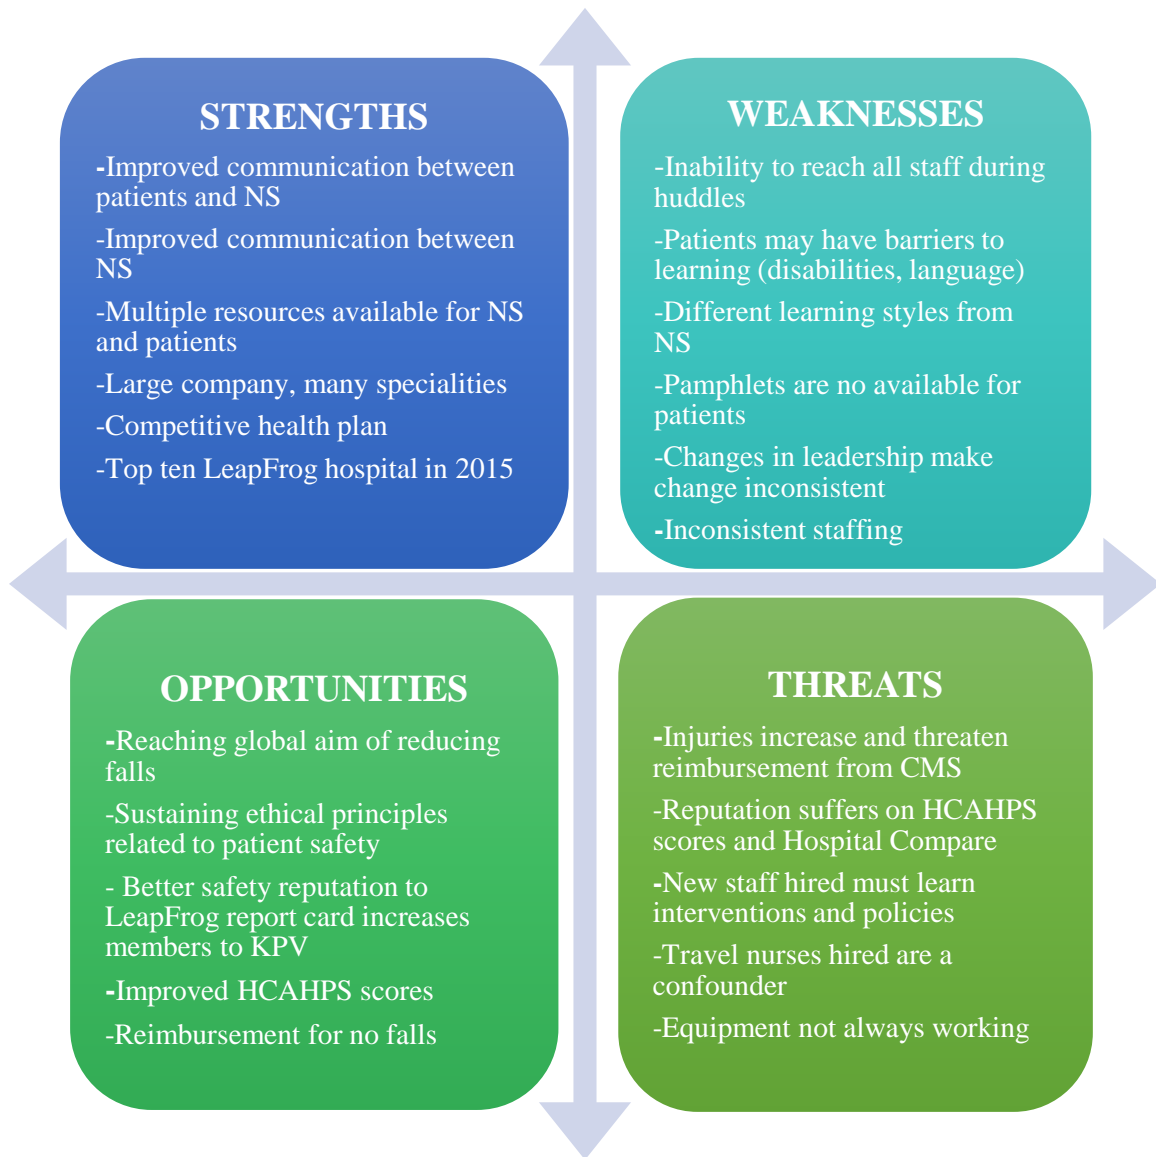 STRENGTHS
-Improved communication between
patients and NS
-Improved communication between
NS
-Multiple resources available for NS
and patients
-Large company, many specialities
-Competitive health plan
-Top ten LeapFrog hospital in 2015
WEAKNESSES
-Inability to reach all staff during
huddles
-Patients may have barriers to
learning (disabilities, language)
-Different learning styles from
NS
-Pamphlets are no available for
patients
-Changes in leadership make
change inconsistent
-Inconsistent staffing
OPPORTUNITIES
-Reaching global aim of reducing
falls
-Sustaining ethical principles
related to patient safety
- Better safety reputation to
LeapFrog report card increases
members to KPV
-Improved HCAHPS scores
-Reimbursement for no falls
THREATS
-Injuries increase and threaten
reimbursement from CMS
-Reputation suffers on HCAHPS
scores and Hospital Compare
-New staff hired must learn
interventions and policies
-Travel nurses hired are a
confounder
-Equipment not always working